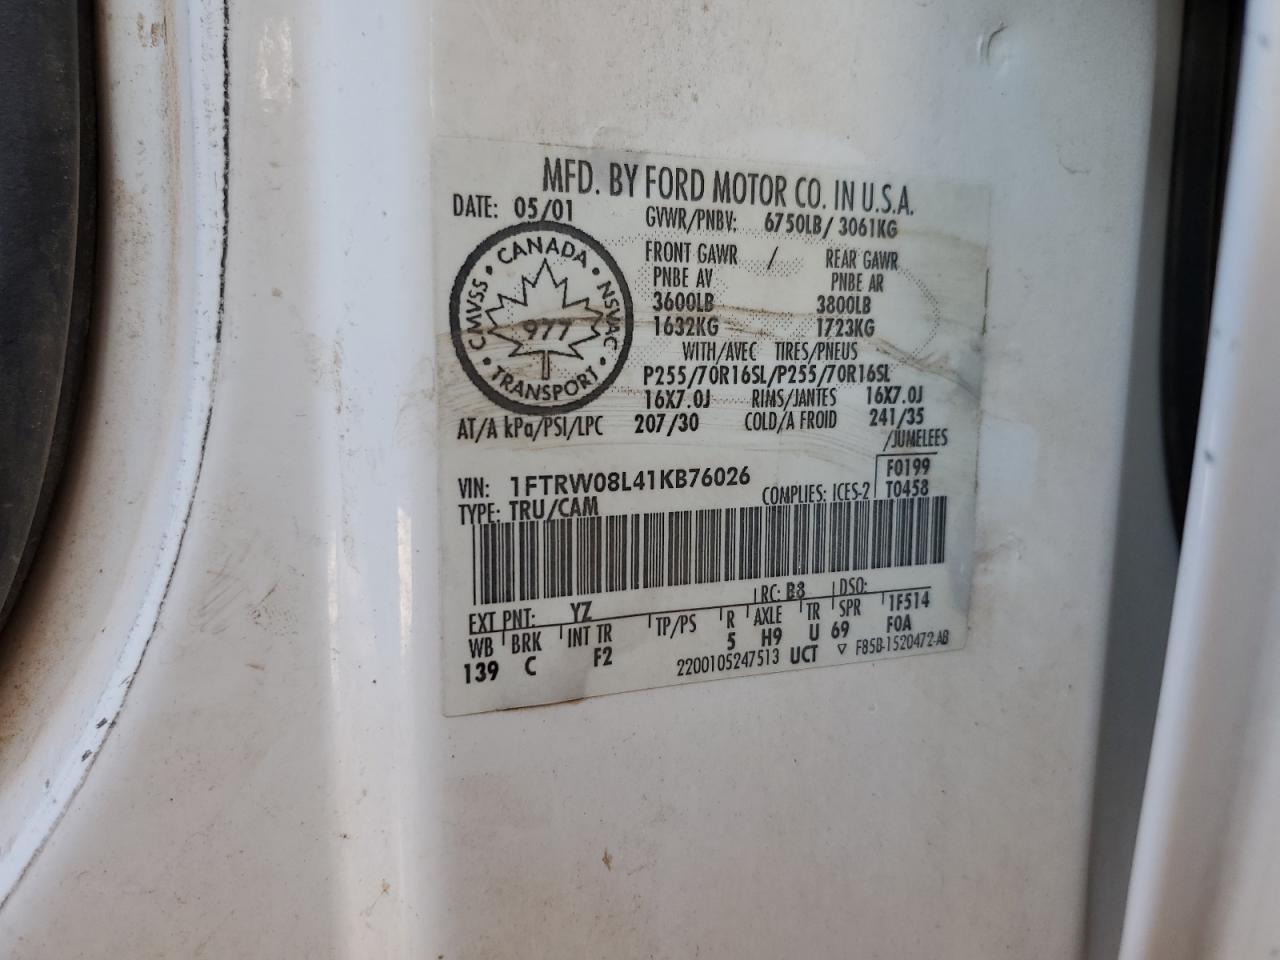 MFD. BY FORD MOTOR CO. IN U.S.A.
DATE: 05/01 GVWR/PNBV: 6750LB/ 3061KG
FRONT GAWR / REAR GAWR
PNBE AV PNBE AR
3600LB 3800LB
1632KG 1723KG
WITH/AVEC TIRES/PNEUS
P255/70R16SL/P255/70R16SL
16X7.0J RIMS/JANTES 16X7.0J
AT/A kPa/PSI/LPC 207/30 COLD/A FROID 241/35
/JUMELEES
CANADA
CMVSS • NSVAC
977
TRANSPORT
VIN: 1FTRW08L41KB76026 F0199
TYPE: TRU/CAM COMPLIES: ICES-2 T0458
EXT PNT: YZ RC: B8 DSO:
WB BRK INT TR TP/PS R AXLE TR SPR 1F514
139 C F2 5 H9 U 69 F0A
2200105247513 UCT ▽ F85B-1520472-AB